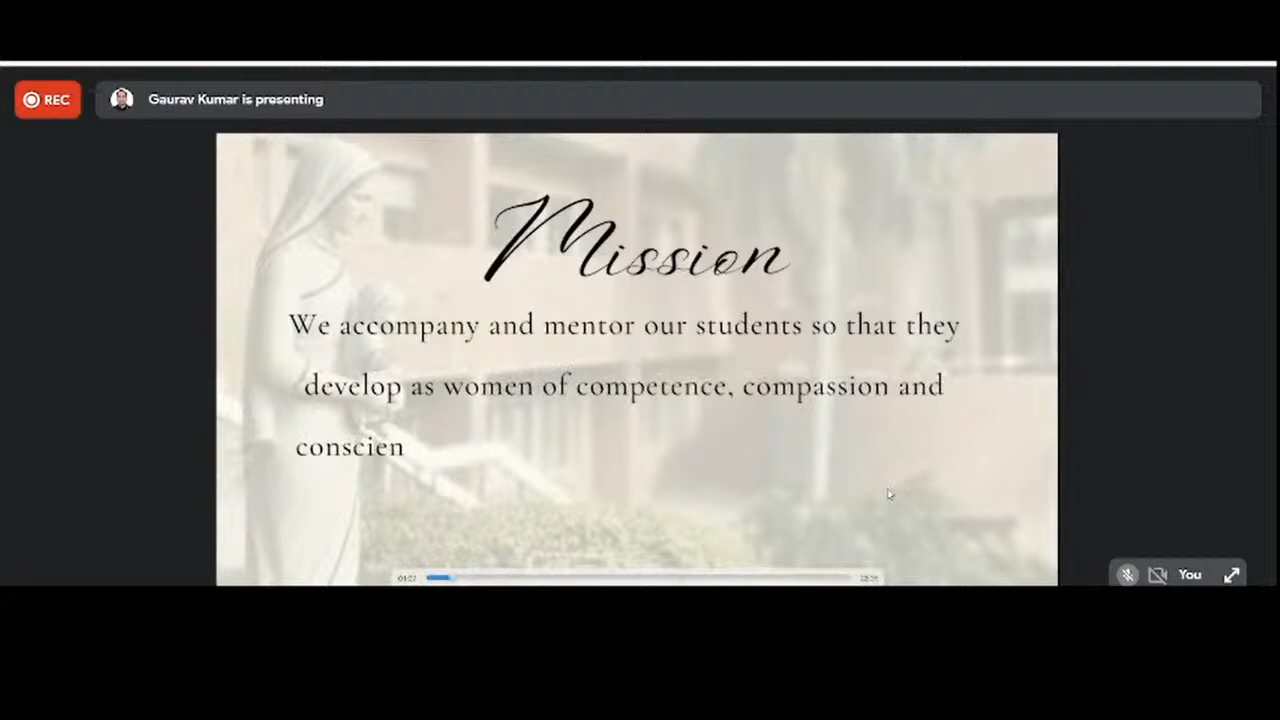 REC
Gaurav Kumar is presenting
Mission
We accompany and mentor our students so that they
develop as women of competence, compassion and
conscien
You